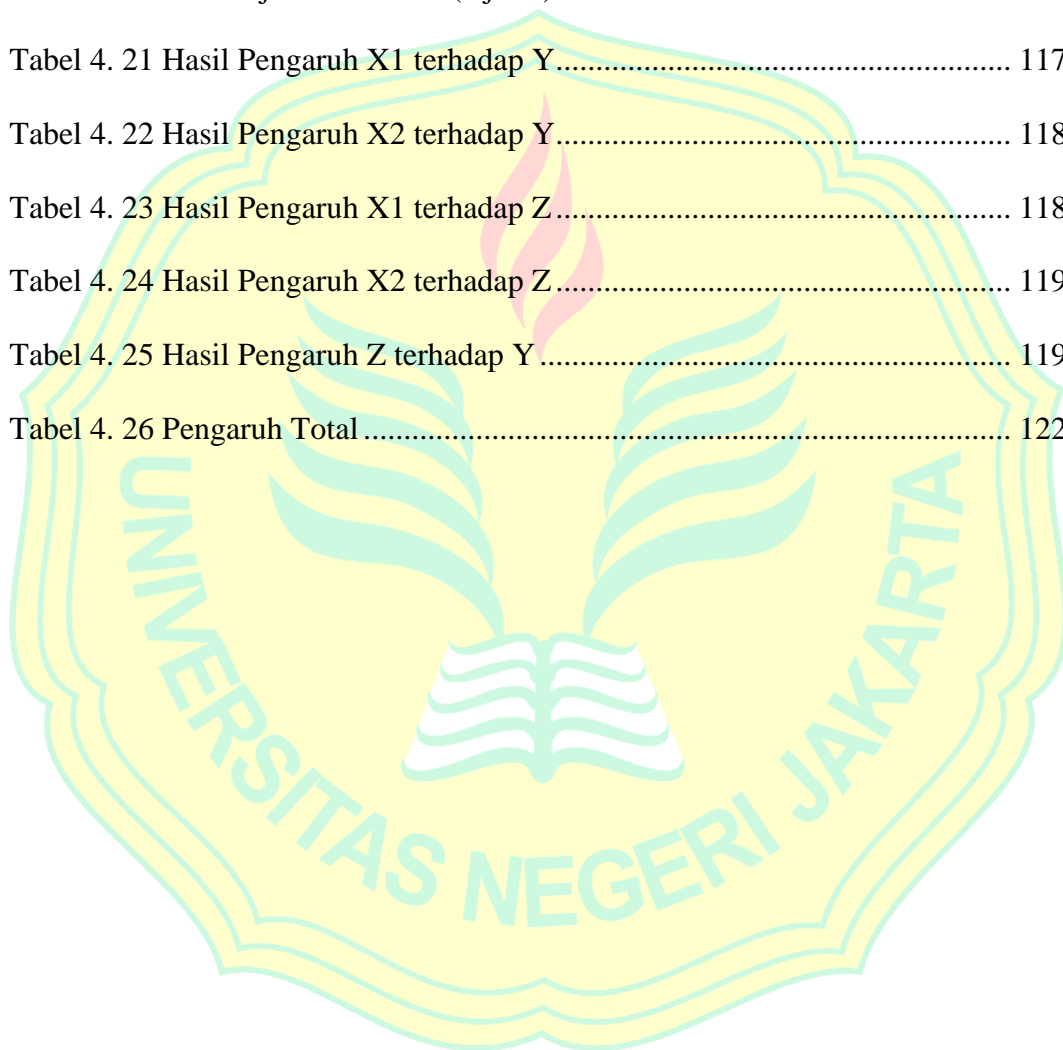 Tabel 4. 21 Hasil Pengaruh X1 terhadap Y....................................................... 117
Tabel 4. 22 Hasil Pengaruh X2 terhadap Y....................................................... 118
Tabel 4. 23 Hasil Pengaruh X1 terhadap Z....................................................... 118
Tabel 4. 24 Hasil Pengaruh X2 terhadap Z....................................................... 119
Tabel 4. 25 Hasil Pengaruh Z terhadap Y......................................................... 119
Tabel 4. 26 Pengaruh Total.............................................................................. 122
UNIVERSITAS NEGERI JAKARTA